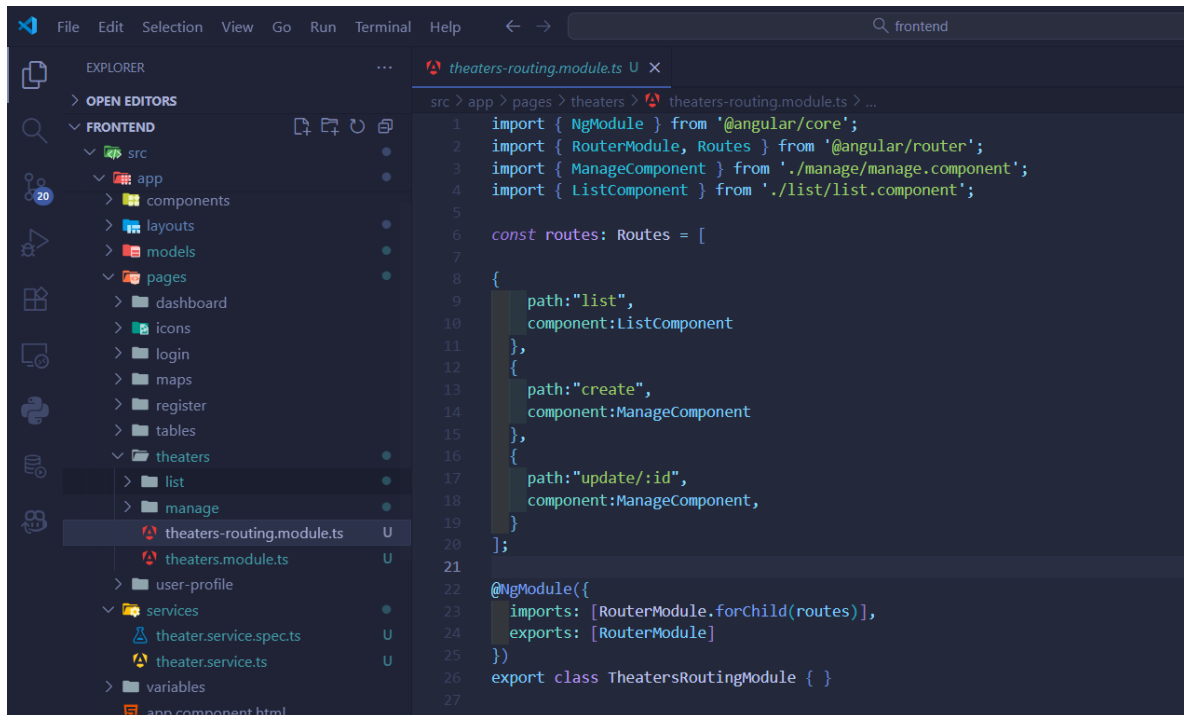 File Edit Selection View Go Run Terminal Help
frontend
EXPLORER
···
OPEN EDITORS
FRONTEND
src
app
components
layouts
models
pages
dashboard
icons
login
maps
register
tables
theaters
list
manage
theaters-routing.module.ts U
theaters.module.ts U
user-profile
services
theater.service.spec.ts U
theater.service.ts U
variables
app.component.html
20
theaters-routing.module.ts U
src > app > pages > theaters > theaters-routing.module.ts > ...
1 import { NgModule } from '@angular/core';
2 import { RouterModule, Routes } from '@angular/router';
3 import { ManageComponent } from './manage/manage.component';
4 import { ListComponent } from './list/list.component';
5
6 const routes: Routes = [
7
8 {
9 path:"list",
10 component:ListComponent
11 },
12 {
13 path:"create",
14 component:ManageComponent
15 },
16 {
17 path:"update/:id",
18 component:ManageComponent,
19 }
20 ];
21
22 @NgModule({
23 imports: [RouterModule.forChild(routes)],
24 exports: [RouterModule]
25 })
26 export class TheatersRoutingModule { }
27